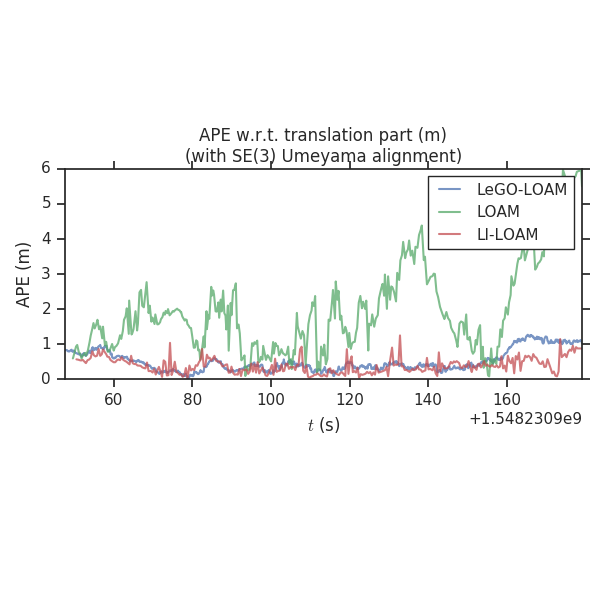 APE w.r.t. translation part (m)
(with SE(3) Umeyama alignment)
6
5
4
3
2
1
0
APE (m)
LeGO-LOAM
LOAM
LI-LOAM
60
80
100
120
140
160
+1.5482309e9
t (s)